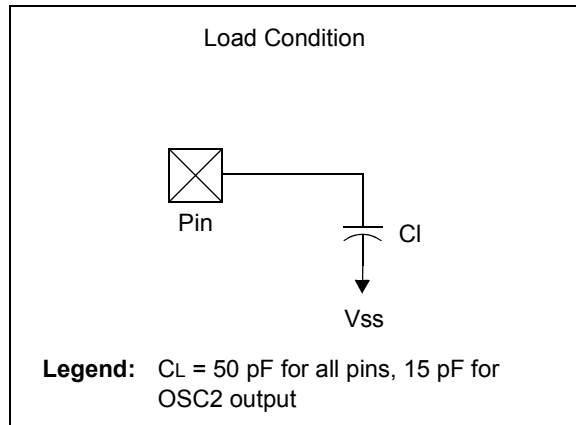 Load Condition
Pin
Cl
Vss
Legend: CL = 50 pF for all pins, 15 pF for
OSC2 output